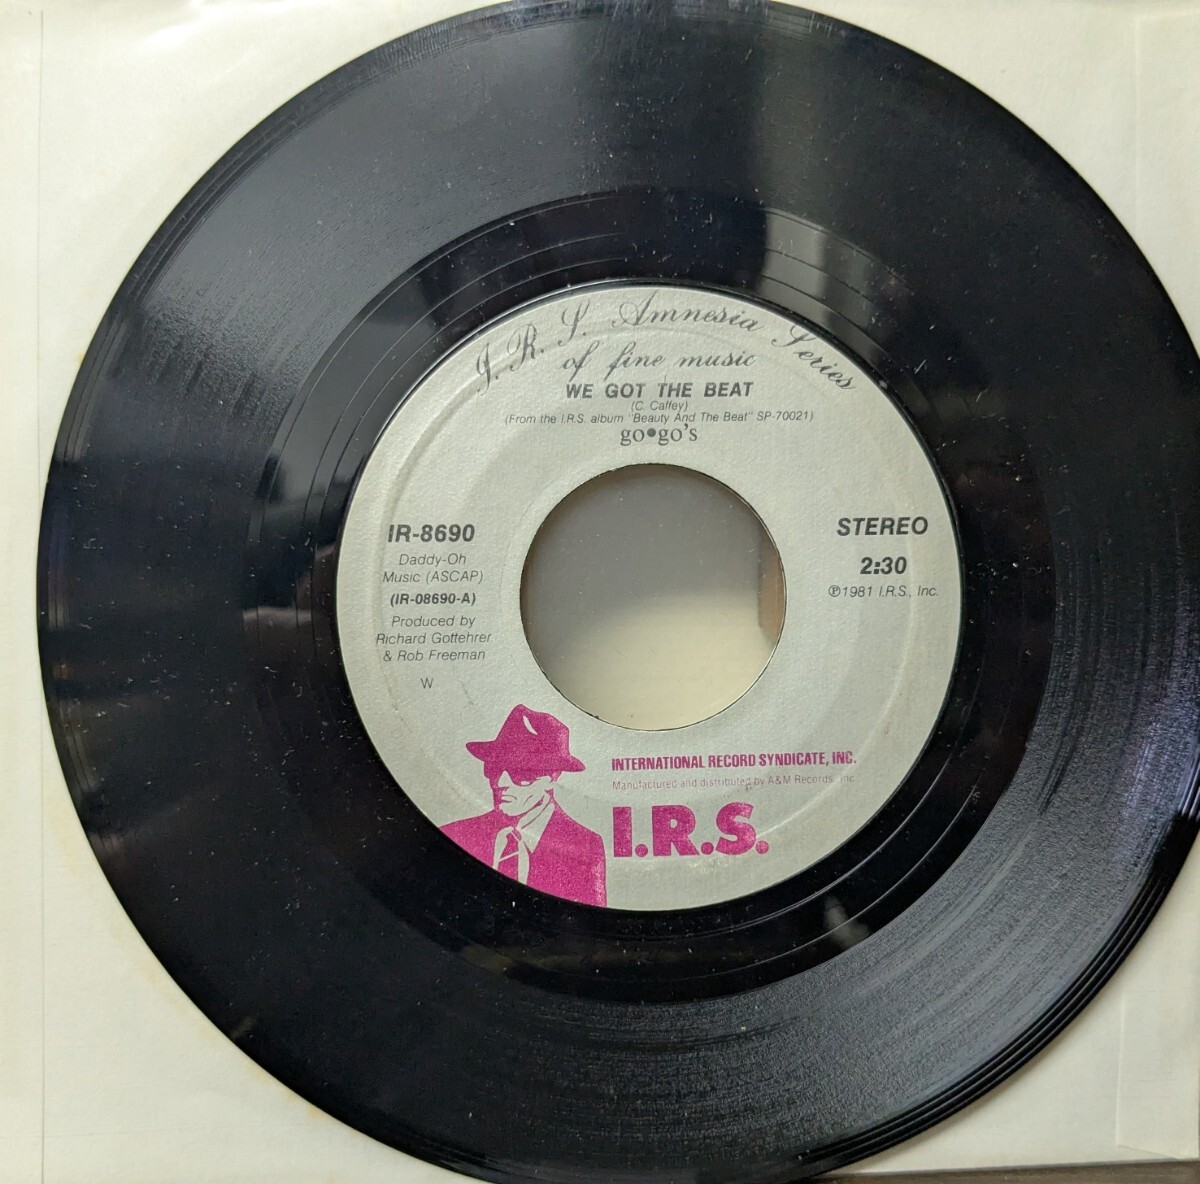 I.R.S. Amnesia Series
of fine music
WE GOT THE BEAT
(C. Caffey)
(From the I.R.S. album "Beauty And The Beat" SP-70021)
go•go's
IR-8690
Daddy-Oh
Music (ASCAP)
(IR-08690-A)
Produced by
Richard Gottehrer
& Rob Freeman
W
STEREO
2:30
℗1981 I.R.S., Inc.
INTERNATIONAL RECORD SYNDICATE, INC.
Manufactured and distributed by A&M Records, Inc.
I.R.S.